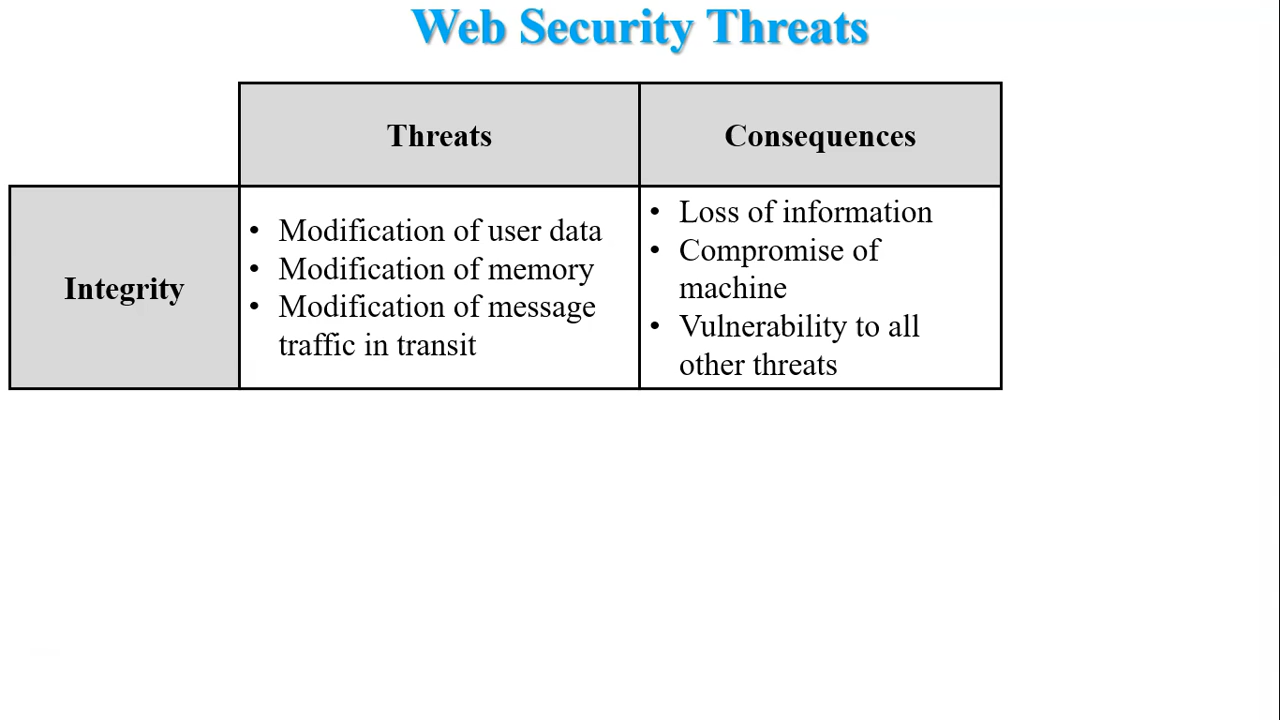 Web Security Threats
Threats
Consequences
Integrity
• Modification of user data
• Modification of memory
• Modification of message
traffic in transit
• Loss of information
• Compromise of
machine
• Vulnerability to all
other threats